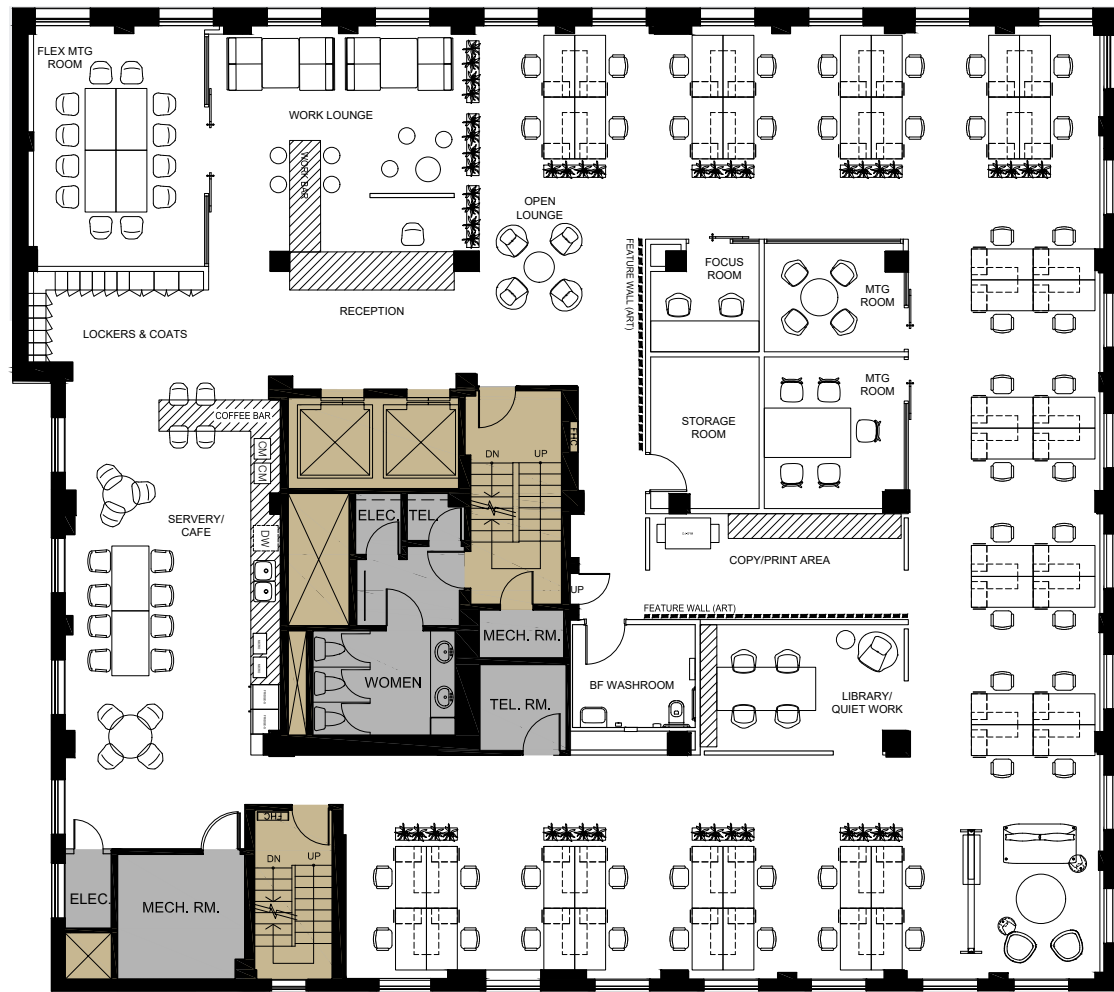 FLEX MTG
ROOM
WORK LOUNGE
WORK BAR
OPEN
LOUNGE
FEATURE WALL (ART)
FOCUS
ROOM
MTG
ROOM
RECEPTION
LOCKERS & COATS
MTG
ROOM
COFFEE BAR
STORAGE
ROOM
FHC
DN
UP
CM
CM
SERVERY/
CAFE
ELEC.
TEL.
DW
COPY/PRINT AREA
UP
FEATURE WALL (ART)
MECH. RM.
WOMEN
BF WASHROOM
TEL. RM.
LIBRARY/
QUIET WORK
FHC
DN
UP
ELEC.
MECH. RM.